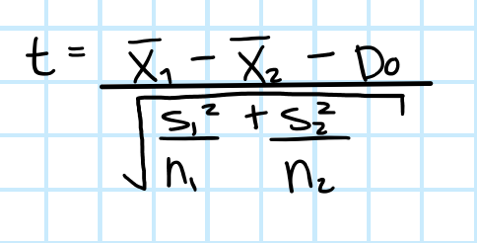 t = (X̄₁ − X̄₂ − D₀) / √(S₁²/n₁ + S₂²/n₂)